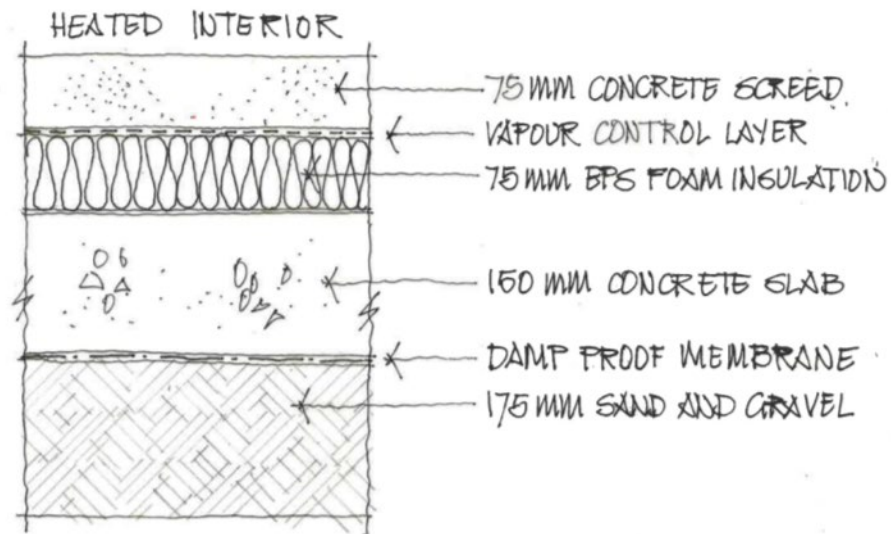 HEATED INTERIOR
75 MM CONCRETE SCREED
VAPOUR CONTROL LAYER
75 MM EPS FOAM INSULATION
150 MM CONCRETE SLAB
DAMP PROOF MEMBRANE
175 MM SAND AND GRAVEL